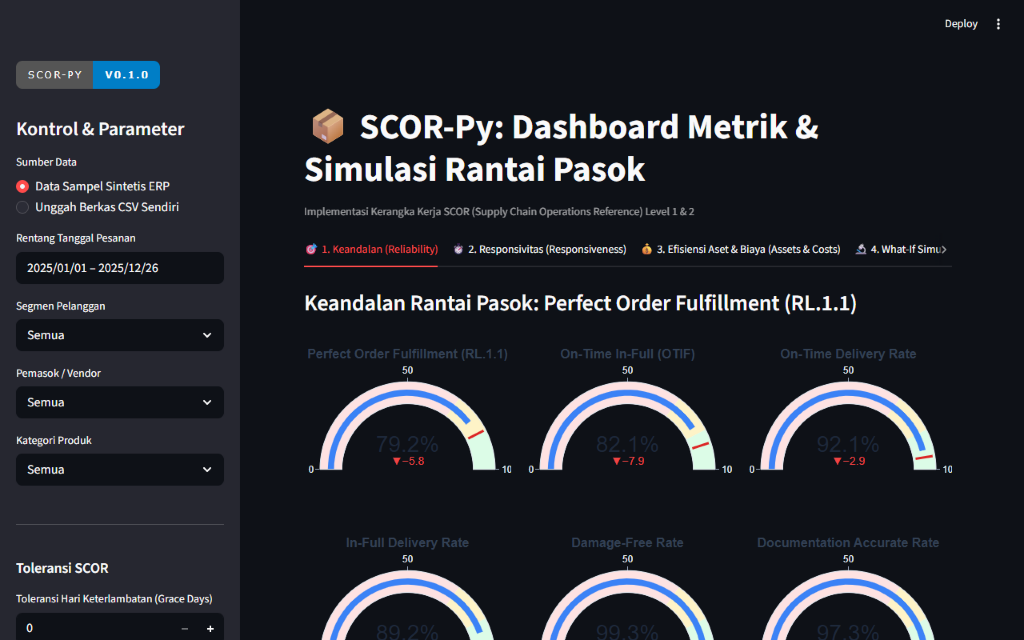 Deploy
SCOR-PY V0.1.0
Kontrol & Parameter
Sumber Data
Data Sampel Sintetis ERP
Unggah Berkas CSV Sendiri
Rentang Tanggal Pesanan
2025/01/01 – 2025/12/26
Segmen Pelanggan
Semua
Pemasok / Vendor
Semua
Kategori Produk
Semua
Toleransi SCOR
Toleransi Hari Keterlambatan (Grace Days)
0 − +
📦 SCOR-Py: Dashboard Metrik &
Simulasi Rantai Pasok
Implementasi Kerangka Kerja SCOR (Supply Chain Operations Reference) Level 1 & 2
1. Keandalan (Reliability) 2. Responsivitas (Responsiveness) 3. Efisiensi Aset & Biaya (Assets & Costs) 4. What-If Simu
Keandalan Rantai Pasok: Perfect Order Fulfillment (RL.1.1)
Perfect Order Fulfillment (RL.1.1) On-Time In-Full (OTIF) On-Time Delivery Rate
50 50 50
79.2% 82.1% 92.1%
▼−5.8 ▼−7.9 ▼−2.9
0 10 0 10 0 10
In-Full Delivery Rate Damage-Free Rate Documentation Accurate Rate
50 50 50
89.2% 99.3% 97.3%